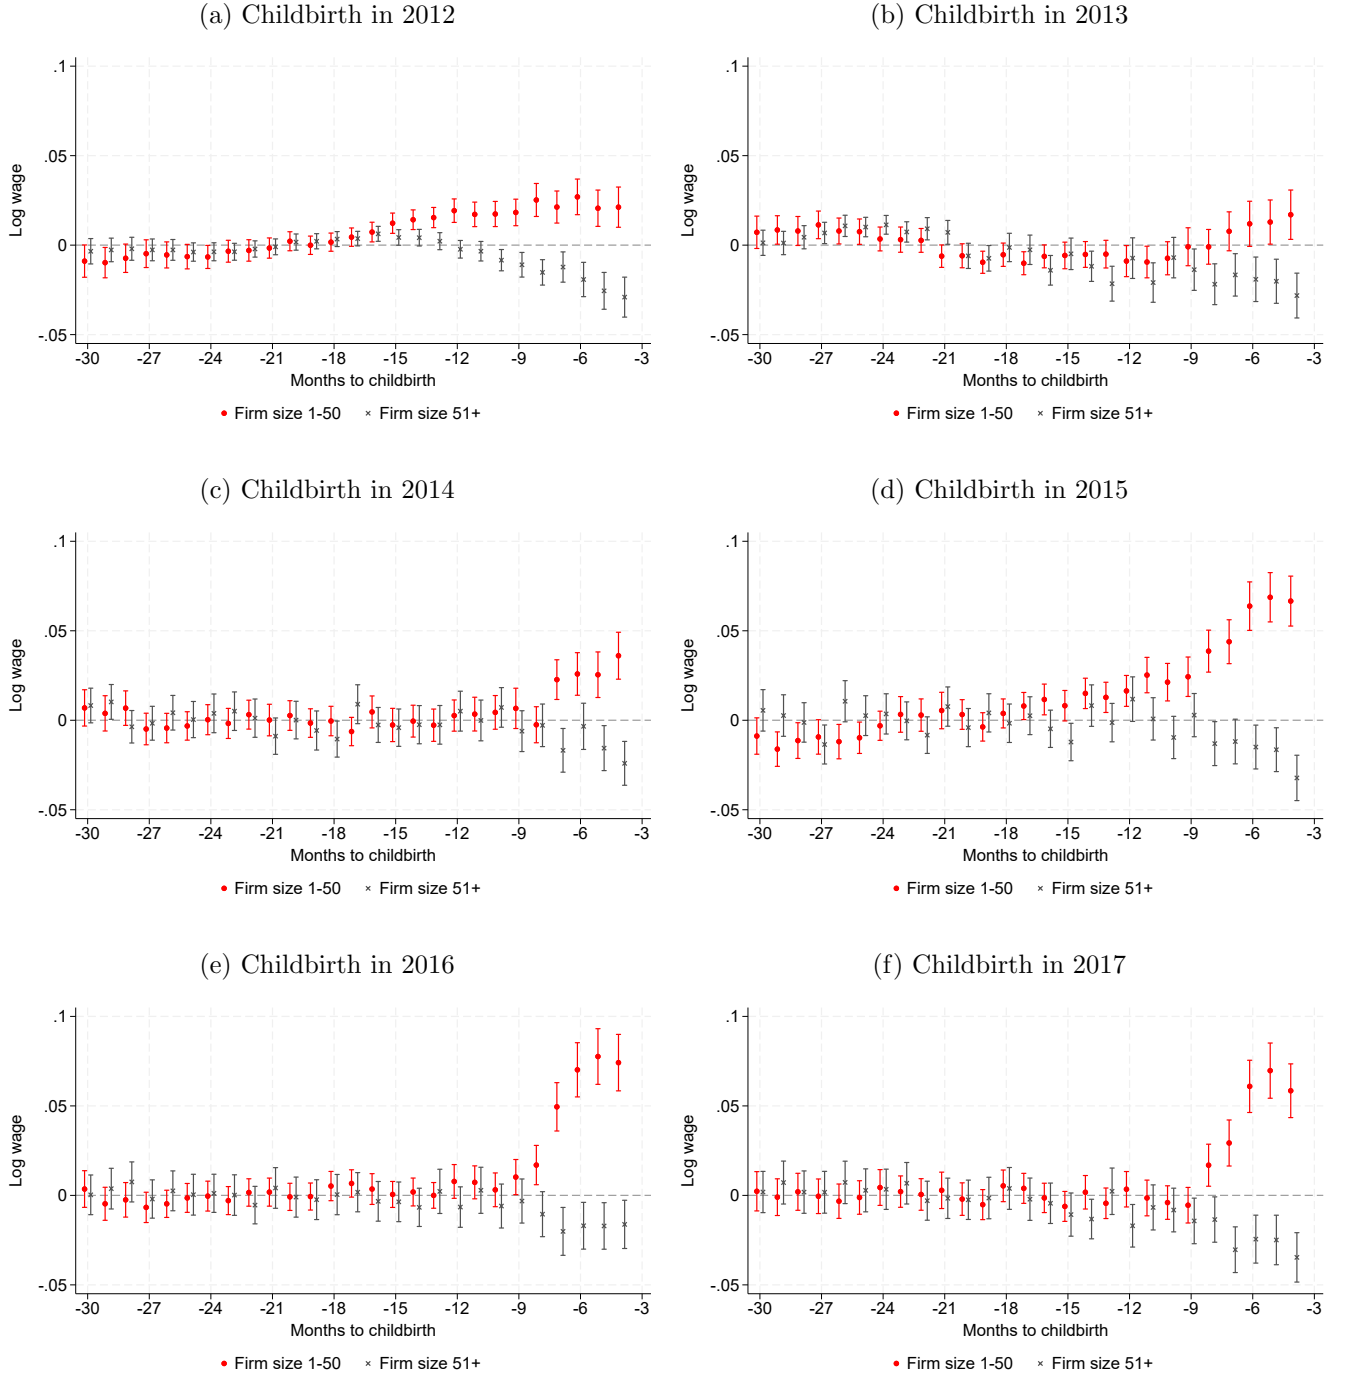 (a) Childbirth in 2012
.1
.05
0
-.05
Log wage
-30 -27 -24 -21 -18 -15 -12 -9 -6 -3
Months to childbirth
Firm size 1-50 Firm size 51+
(b) Childbirth in 2013
.1
.05
0
-.05
Log wage
-30 -27 -24 -21 -18 -15 -12 -9 -6 -3
Months to childbirth
Firm size 1-50 Firm size 51+
(c) Childbirth in 2014
.1
.05
0
-.05
Log wage
-30 -27 -24 -21 -18 -15 -12 -9 -6 -3
Months to childbirth
Firm size 1-50 Firm size 51+
(d) Childbirth in 2015
.1
.05
0
-.05
Log wage
-30 -27 -24 -21 -18 -15 -12 -9 -6 -3
Months to childbirth
Firm size 1-50 Firm size 51+
(e) Childbirth in 2016
.1
.05
0
-.05
Log wage
-30 -27 -24 -21 -18 -15 -12 -9 -6 -3
Months to childbirth
Firm size 1-50 Firm size 51+
(f) Childbirth in 2017
.1
.05
0
-.05
Log wage
-30 -27 -24 -21 -18 -15 -12 -9 -6 -3
Months to childbirth
Firm size 1-50 Firm size 51+